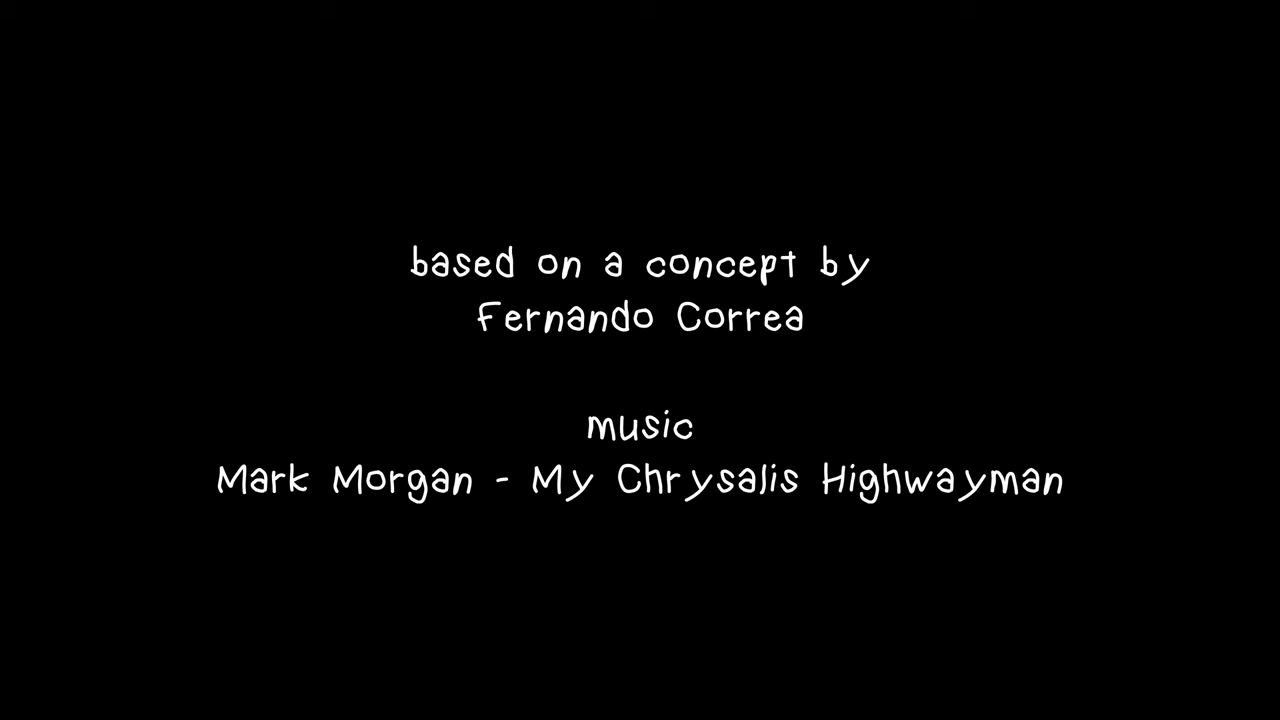 based on a concept by
Fernando Correa
music
Mark Morgan - My Chrysalis Highwayman